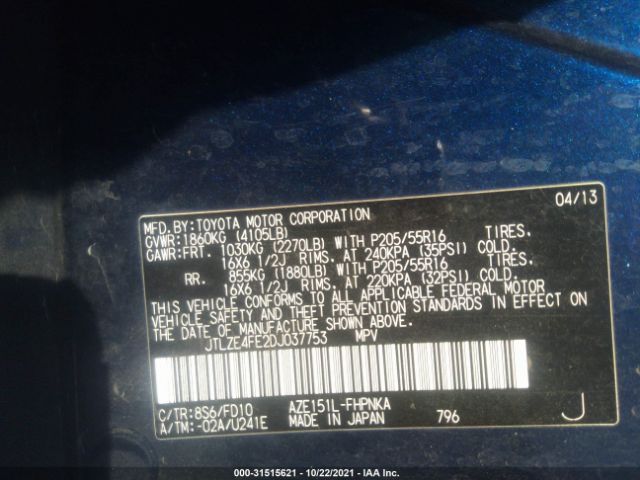 MFD. BY: TOYOTA MOTOR CORPORATION 04/13
GVWR: 1860KG (4105LB)
GAWR: FRT. 1030KG (2270LB) WITH P205/55R16 TIRES.
16X6 1/2J RIMS. AT 240KPA (35PSI) COLD.
RR. 855KG (1880LB) WITH P205/55R16 TIRES.
16X6 1/2J RIMS. AT 220KPA (32PSI) COLD.
THIS VEHICLE CONFORMS TO ALL APPLICABLE FEDERAL MOTOR
VEHICLE SAFETY AND THEFT PREVENTION STANDARDS IN EFFECT ON
THE DATE OF MANUFACTURE SHOWN ABOVE.
JTLZE4FE2DJ037753 MPV
C/TR: 8S6/FD10 AZE151L-FHPNKA
A/TM: -02A/U241E MADE IN JAPAN 796 J
000-31515621 - 10/22/2021 - IAA Inc.